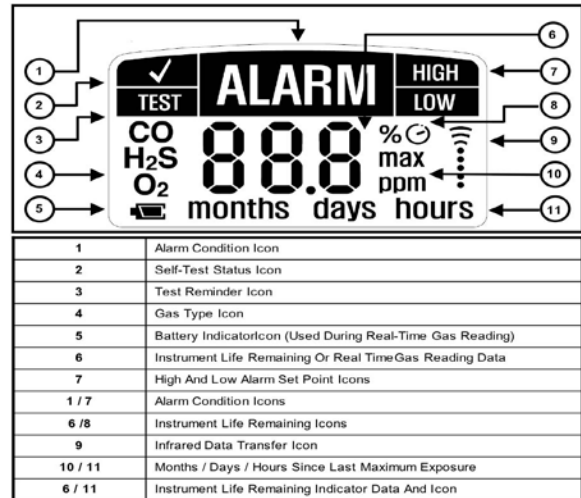 6
1
✓
ALARM
HIGH
7
2
TEST
LOW
8
3
CO
88.8
%
9
H₂S
max
4
O₂
ppm
10
5
months days hours
11
1 Alarm Condition Icon
2 Self-Test Status Icon
3 Test Reminder Icon
4 Gas Type Icon
5 Battery IndicatorIcon (Used During Real-Time Gas Reading)
6 Instrument Life Remaining Or Real TimeGas Reading Data
7 High And Low Alarm Set Point Icons
1 / 7 Alarm Condition Icons
6 /8 Instrument Life Remaining Icons
9 Infrared Data Transfer Icon
10 / 11 Months / Days / Hours Since Last Maximum Exposure
6 / 11 Instrument Life Remaining Indicator Data And Icon